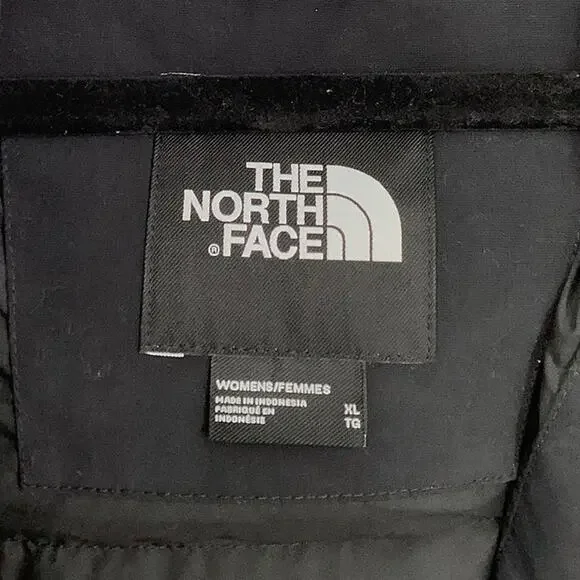 THE
NORTH
® FACE
WOMENS/FEMMES
MADE IN INDONESIA XL
FABRIQUÉ EN TG
INDONÉSIE